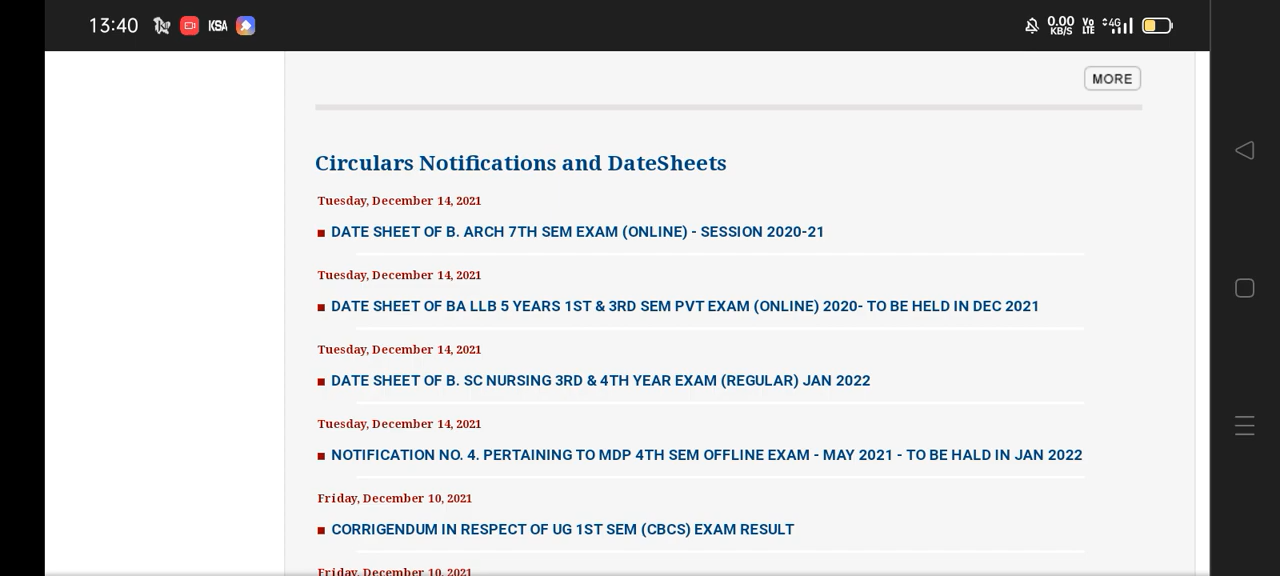 13:40 KSA 0.00 KB/S Vo LTE 4G
MORE
Circulars Notifications and DateSheets
Tuesday, December 14, 2021
DATE SHEET OF B. ARCH 7TH SEM EXAM (ONLINE) - SESSION 2020-21
Tuesday, December 14, 2021
DATE SHEET OF BA LLB 5 YEARS 1ST & 3RD SEM PVT EXAM (ONLINE) 2020- TO BE HELD IN DEC 2021
Tuesday, December 14, 2021
DATE SHEET OF B. SC NURSING 3RD & 4TH YEAR EXAM (REGULAR) JAN 2022
Tuesday, December 14, 2021
NOTIFICATION NO. 4. PERTAINING TO MDP 4TH SEM OFFLINE EXAM - MAY 2021 - TO BE HALD IN JAN 2022
Friday, December 10, 2021
CORRIGENDUM IN RESPECT OF UG 1ST SEM (CBCS) EXAM RESULT
Friday, December 10, 2021